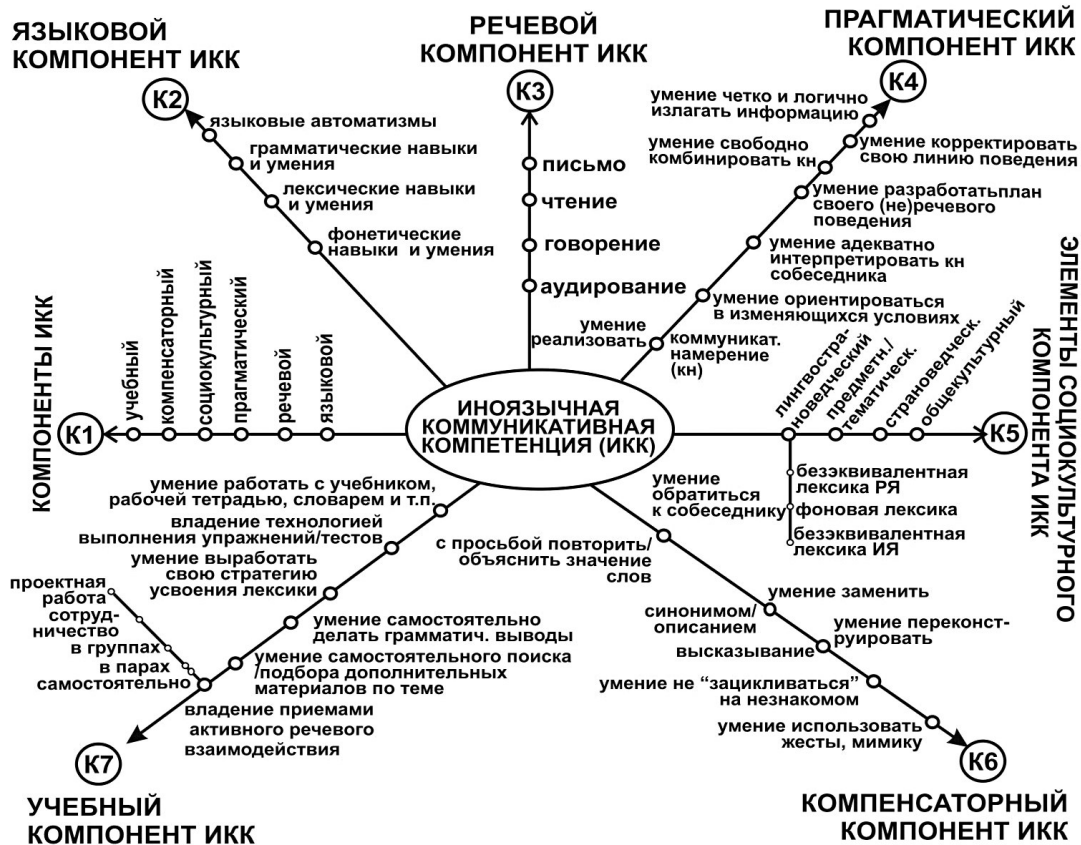 ЯЗЫКОВОЙ
КОМПОНЕНТ ИКК
К2
языковые автоматизмы
грамматические навыки
и умения
лексические навыки
и умения
фонетические
навыки и умения
РЕЧЕВОЙ
КОМПОНЕНТ ИКК
К3
письмо
чтение
говорение
аудирование
ПРАГМАТИЧЕСКИЙ
КОМПОНЕНТ ИКК
К4
умение четко и логично
излагать информацию
умение корректировать
свою линию поведения
умение свободно
комбинировать кн
умение разработатьплан
своего (не)речевого
поведения
умение адекватно
интерпретировать кн
собеседника
умение ориентироваться
в изменяющихся условиях
умение
реализовать
коммуникат.
намерение
(кн)
КОМПОНЕНТЫ ИКК
К1
учебный
компенсаторный
социокультурный
прагматический
речевой
языковой
ИНОЯЗЫЧНАЯ
КОММУНИКАТИВНАЯ
КОМПЕТЕНЦИЯ (ИКК)
ЭЛЕМЕНТЫ СОЦИОКУЛЬТУРНОГО
КОМПОНЕНТА ИКК
К5
лингвостра-
новедческий
предметн./
тематическ.
страноведческ.
общекультурный
безэквивалентная
лексика РЯ
фоновая лексика
безэквивалентная
лексика ИЯ
умение работать с учебником,
рабочей тетрадью, словарем и т.п.
владение технологией
выполнения упражнений/тестов
умение выработать
свою стратегию
усвоения лексики
умение самостоятельно
делать грамматич. выводы
умение самостоятельного поиска
/подбора дополнительных
материалов по теме
проектная
работа
сотруд-
ничество
в группах
в парах
самостоятельно
владение приемами
активного речевого
взаимодействия
К7
УЧЕБНЫЙ
КОМПОНЕНТ ИКК
умение
обратиться
к собеседнику
с просьбой повторить/
объяснить значение
слов
умение заменить
синонимом/
описанием
умение переконст-
руировать
высказывание
умение не “зацикливаться”
на незнакомом
умение использовать
жесты, мимику
К6
КОМПЕНСАТОРНЫЙ
КОМПОНЕНТ ИКК